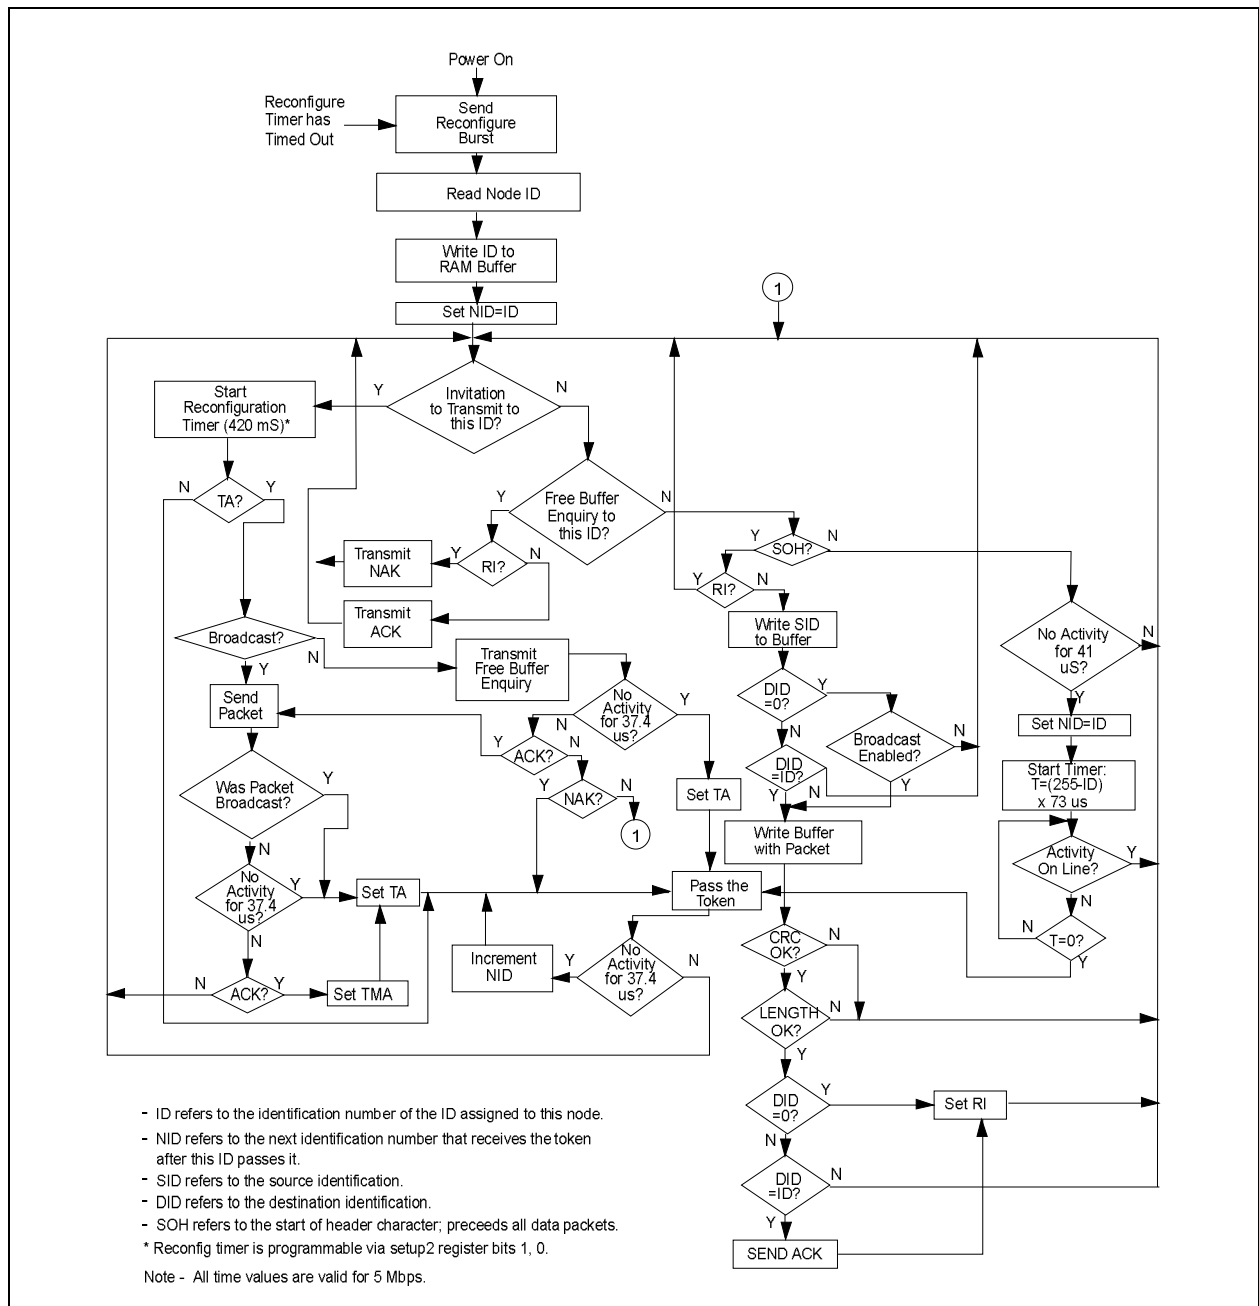 Power On
Reconfigure
Timer has
Timed Out
Send
Reconfigure
Burst
Read Node ID
Write ID to
RAM Buffer
1
Set NID=ID
Y
Invitation
to Transmit to
this ID?
N
Start
Reconfiguration
Timer (420 mS)*
N
TA?
Y
Y
Free Buffer
Enquiry to
this ID?
N
Y
SOH?
N
Transmit
NAK
Y
RI?
N
Y
RI?
N
Transmit
ACK
Write SID
to Buffer
Broadcast?
N
Y
Transmit
Free Buffer
Enquiry
No Activity
for 41
uS?
N
Y
DID
=0?
Y
N
Send
Packet
No
Activity
for 37.4
us?
N
Y
Set NID=ID
Broadcast
Enabled?
N
Y
Y
ACK?
N
DID
=ID?
Y
N
Start Timer:
T=(255-ID)
x 73 us
Was Packet
Broadcast?
Y
N
Y
NAK?
N
1
Set TA
Write Buffer
with Packet
Activity
On Line?
Y
N
No
Activity
for 37.4
us?
Y
N
Set TA
Pass the
Token
N
T=0?
Y
CRC
OK?
N
Y
Increment
NID
Y
No
Activity
for 37.4
us?
N
N
ACK?
Y
Set TMA
LENGTH
OK?
N
Y
DID
=0?
Y
N
Set RI
DID
=ID?
N
Y
SEND ACK
- ID refers to the identification number of the ID assigned to this node.
- NID refers to the next identification number that receives the token
after this ID passes it.
- SID refers to the source identification.
- DID refers to the destination identification.
- SOH refers to the start of header character; preceeds all data packets.
* Reconfig timer is programmable via setup2 register bits 1, 0.
Note - All time values are valid for 5 Mbps.